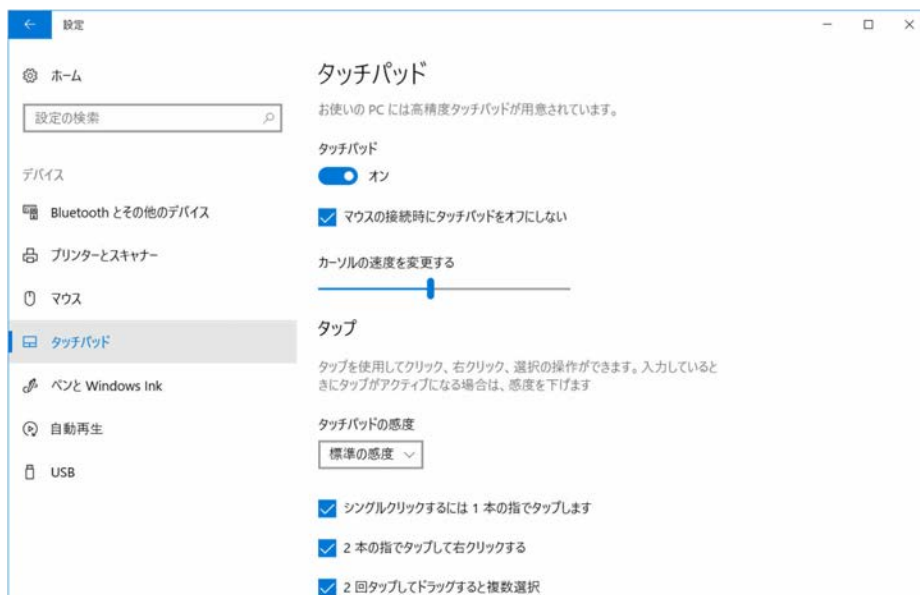 設定
ホーム
設定の検索
デバイス
Bluetooth とその他のデバイス
プリンターとスキャナー
マウス
タッチパッド
ペンと Windows Ink
自動再生
USB
タッチパッド
お使いの PC には高精度タッチパッドが用意されています。
タッチパッド
オン
マウスの接続時にタッチパッドをオフにしない
カーソルの速度を変更する
タップ
タップを使用してクリック、右クリック、選択の操作ができます。入力していると
きにタップがアクティブになる場合は、感度を下げます
タッチパッドの感度
標準の感度
シングルクリックするには 1 本の指でタップします
2 本の指でタップして右クリックする
2 回タップしてドラッグすると複数選択